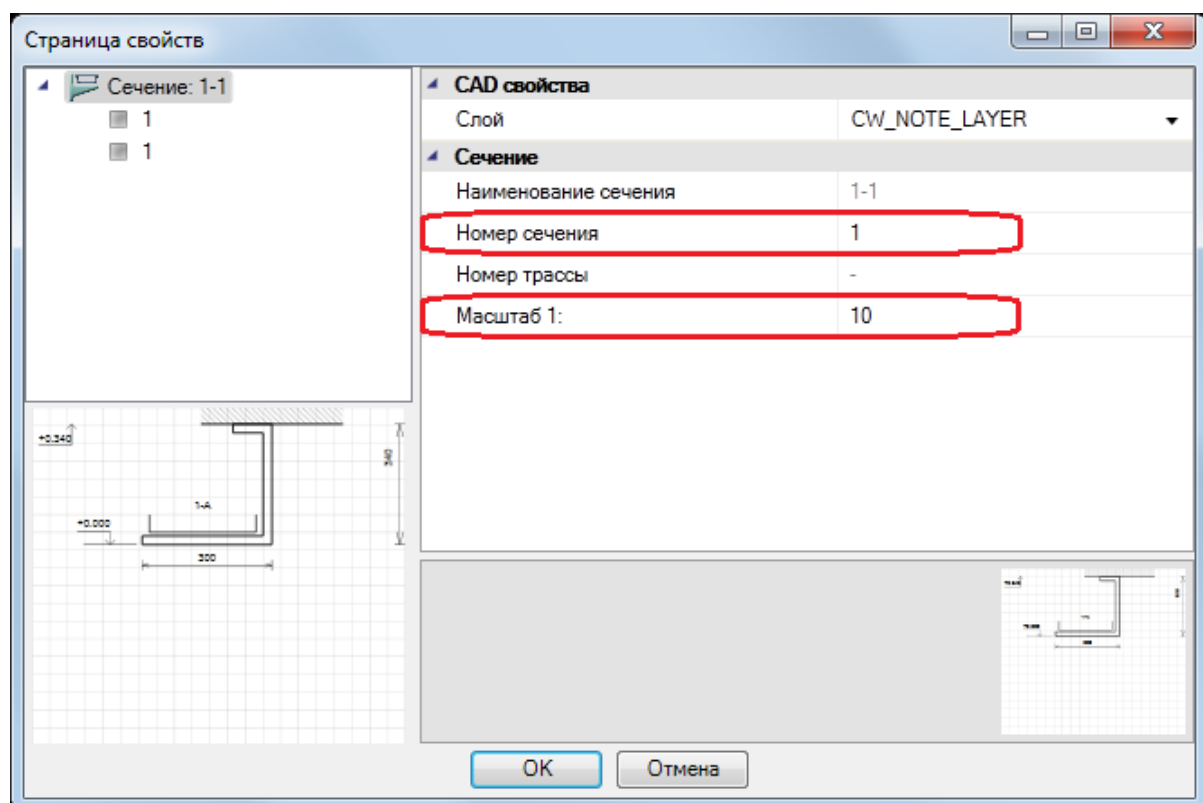 Страница свойств
Сечение: 1-1
1
1
CAD свойства
Слой CW_NOTE_LAYER
Сечение
Наименование сечения 1-1
Номер сечения 1
Номер трассы -
Масштаб 1: 10
+0.340
340
1-А
+0.000
300
OK Отмена